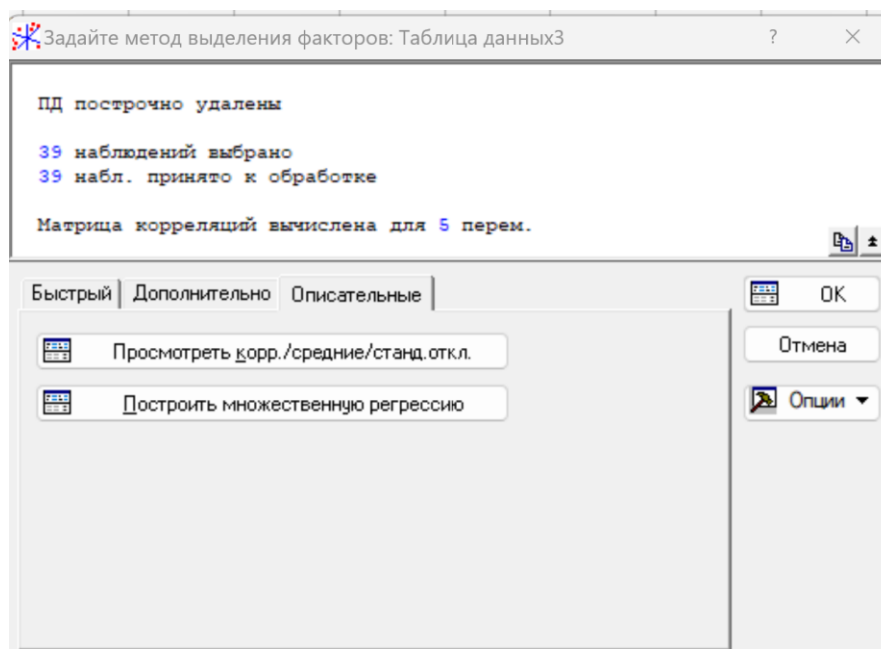 Задайте метод выделения факторов: Таблица данных3
?
ПД построчно удалены
39 наблюдений выбрано
39 набл. принято к обработке
Матрица корреляций вычислена для 5 перем.
Быстрый Дополнительно Описательные
Просмотреть корр./средние/станд.откл.
Построить множественную регрессию
OK
Отмена
Опции